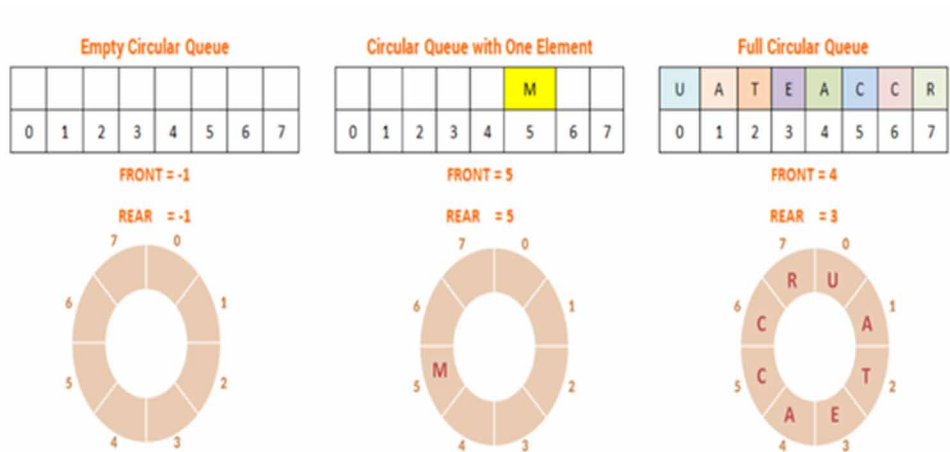 Empty Circular Queue
0 1 2 3 4 5 6 7
FRONT = -1
REAR = -1
7 0
6 1
5 2
4 3
Circular Queue with One Element
M
0 1 2 3 4 5 6 7
FRONT = 5
REAR = 5
7 0
6 1
M
5 2
4 3
Full Circular Queue
U A T E A C C R
0 1 2 3 4 5 6 7
FRONT = 4
REAR = 3
7 0
R U
6 1
C A
C T
5 2
A E
4 3